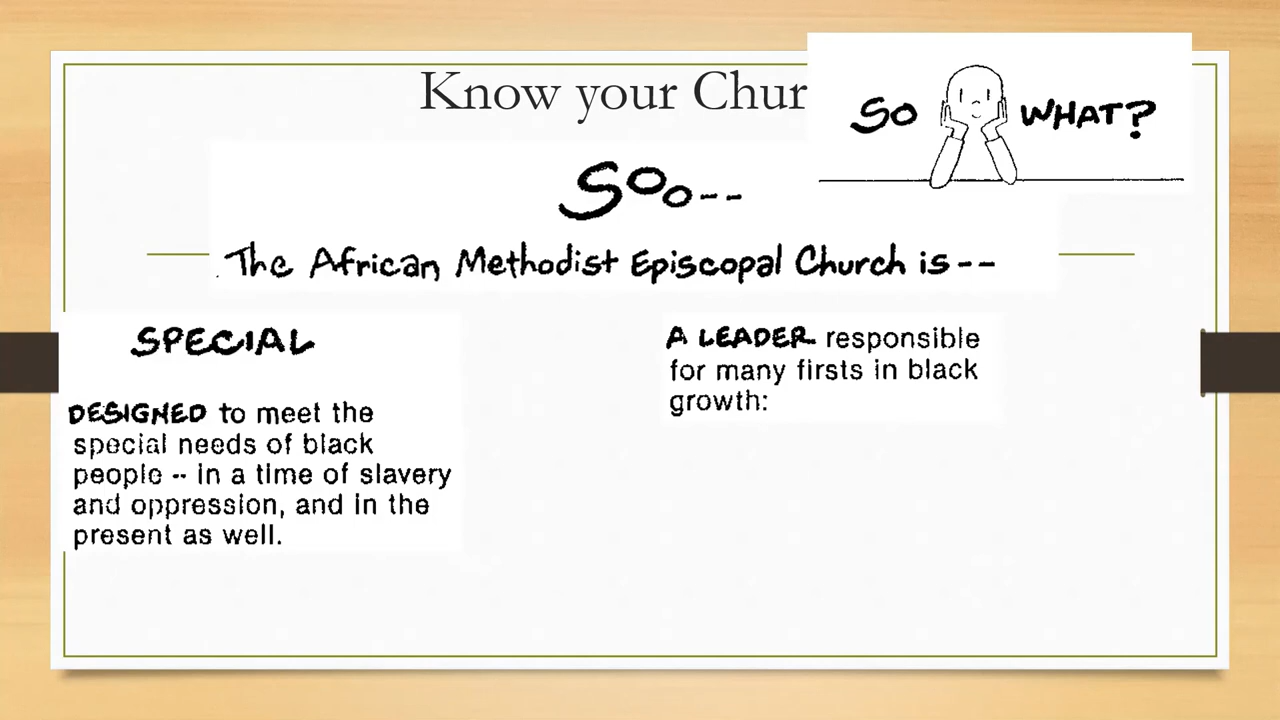 Know your Chur
SO WHAT?
SOO--
The African Methodist Episcopal Church is--
SPECIAL
DESIGNED to meet the
special needs of black
people -- in a time of slavery
and oppression, and in the
present as well.
A LEADER responsible
for many firsts in black
growth: